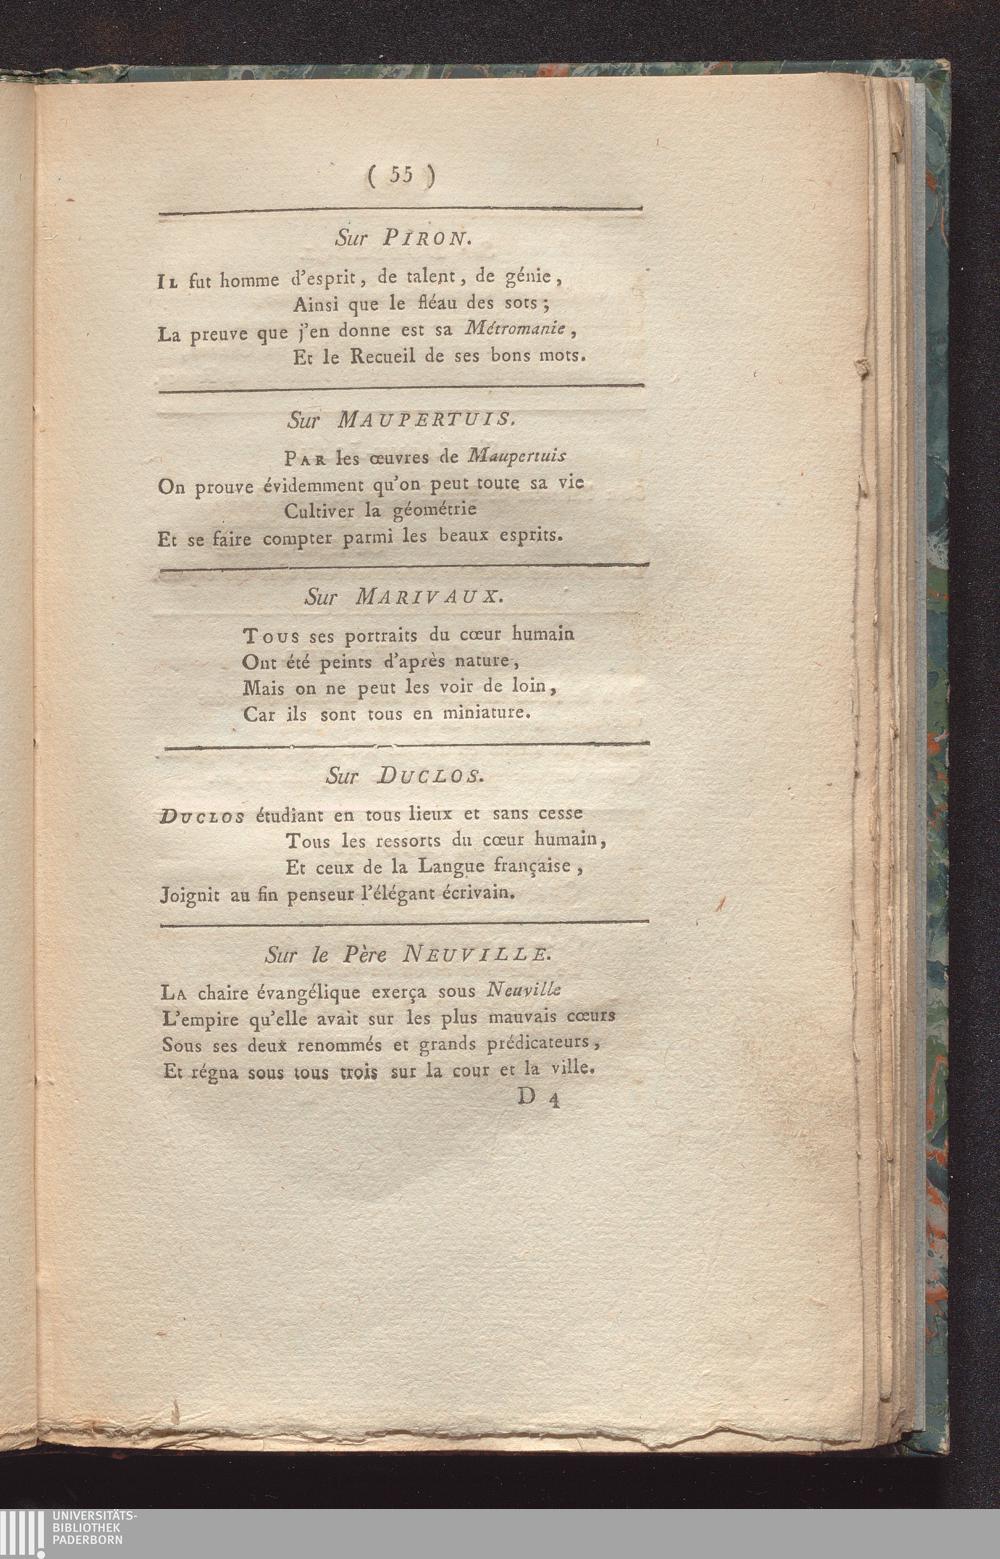 ( 55 )
Sur PIRON.
IL fut homme d'esprit, de talent, de génie,
Ainsi que le fléau des sots ;
La preuve que j'en donne est sa Métromanie,
Et le Recueil de ses bons mots.
Sur MAUPERTUIS.
PAR les œuvres de Maupertuis
On prouve évidemment qu'on peut toute sa vie
Cultiver la géométrie
Et se faire compter parmi les beaux esprits.
Sur MARIVAUX.
TOUS ses portraits du cœur humain
Ont été peints d'après nature,
Mais on ne peut les voir de loin,
Car ils sont tous en miniature.
Sur DUCLOS.
DUCLOS étudiant en tous lieux et sans cesse
Tous les ressorts du cœur humain,
Et ceux de la Langue française,
Joignit au fin penseur l'élégant écrivain.
Sur le Père NEUVILLE.
LA chaire évangélique exerça sous Neuville
L'empire qu'elle avait sur les plus mauvais cœurs
Sous ses deux renommés et grands prédicateurs,
Et régna sous tous trois sur la cour et la ville.
D 4
UNIVERSITÄTS-
BIBLIOTHEK
PADERBORN